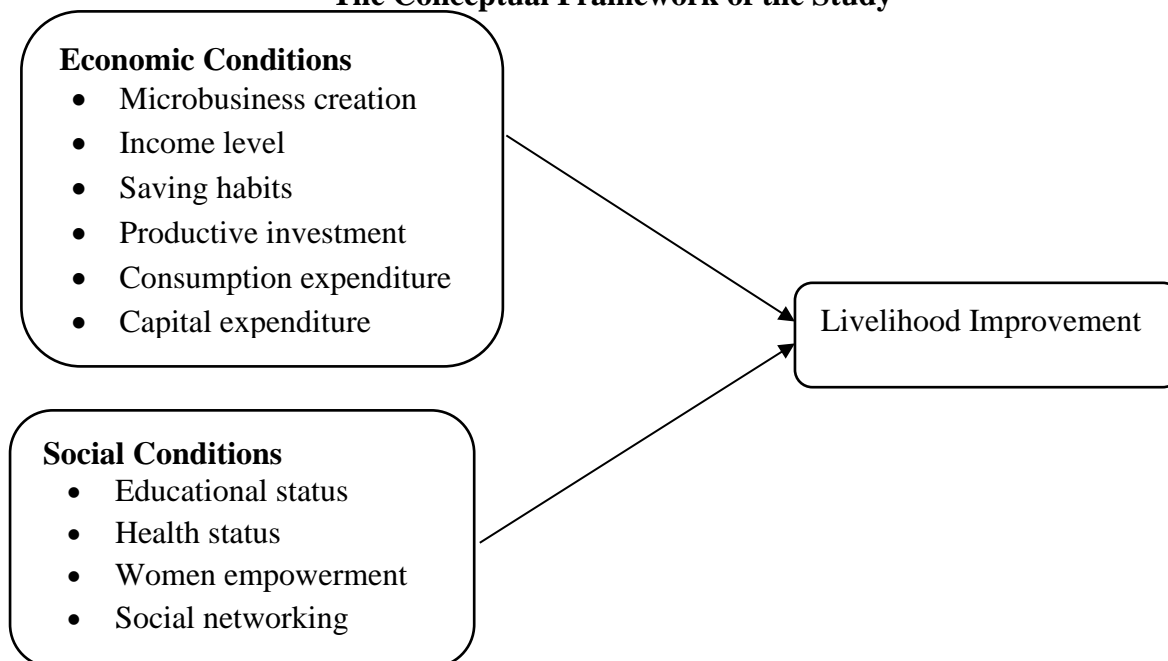 The Conceptual Framework of the Study
Economic Conditions
• Microbusiness creation
• Income level
• Saving habits
• Productive investment
• Consumption expenditure
• Capital expenditure
Livelihood Improvement
Social Conditions
• Educational status
• Health status
• Women empowerment
• Social networking